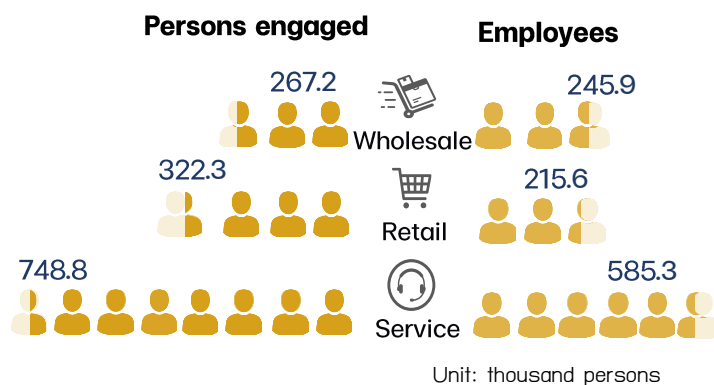 Persons engaged
Employees
267.2
Wholesale
245.9
322.3
Retail
215.6
748.8
Service
585.3
Unit: thousand persons